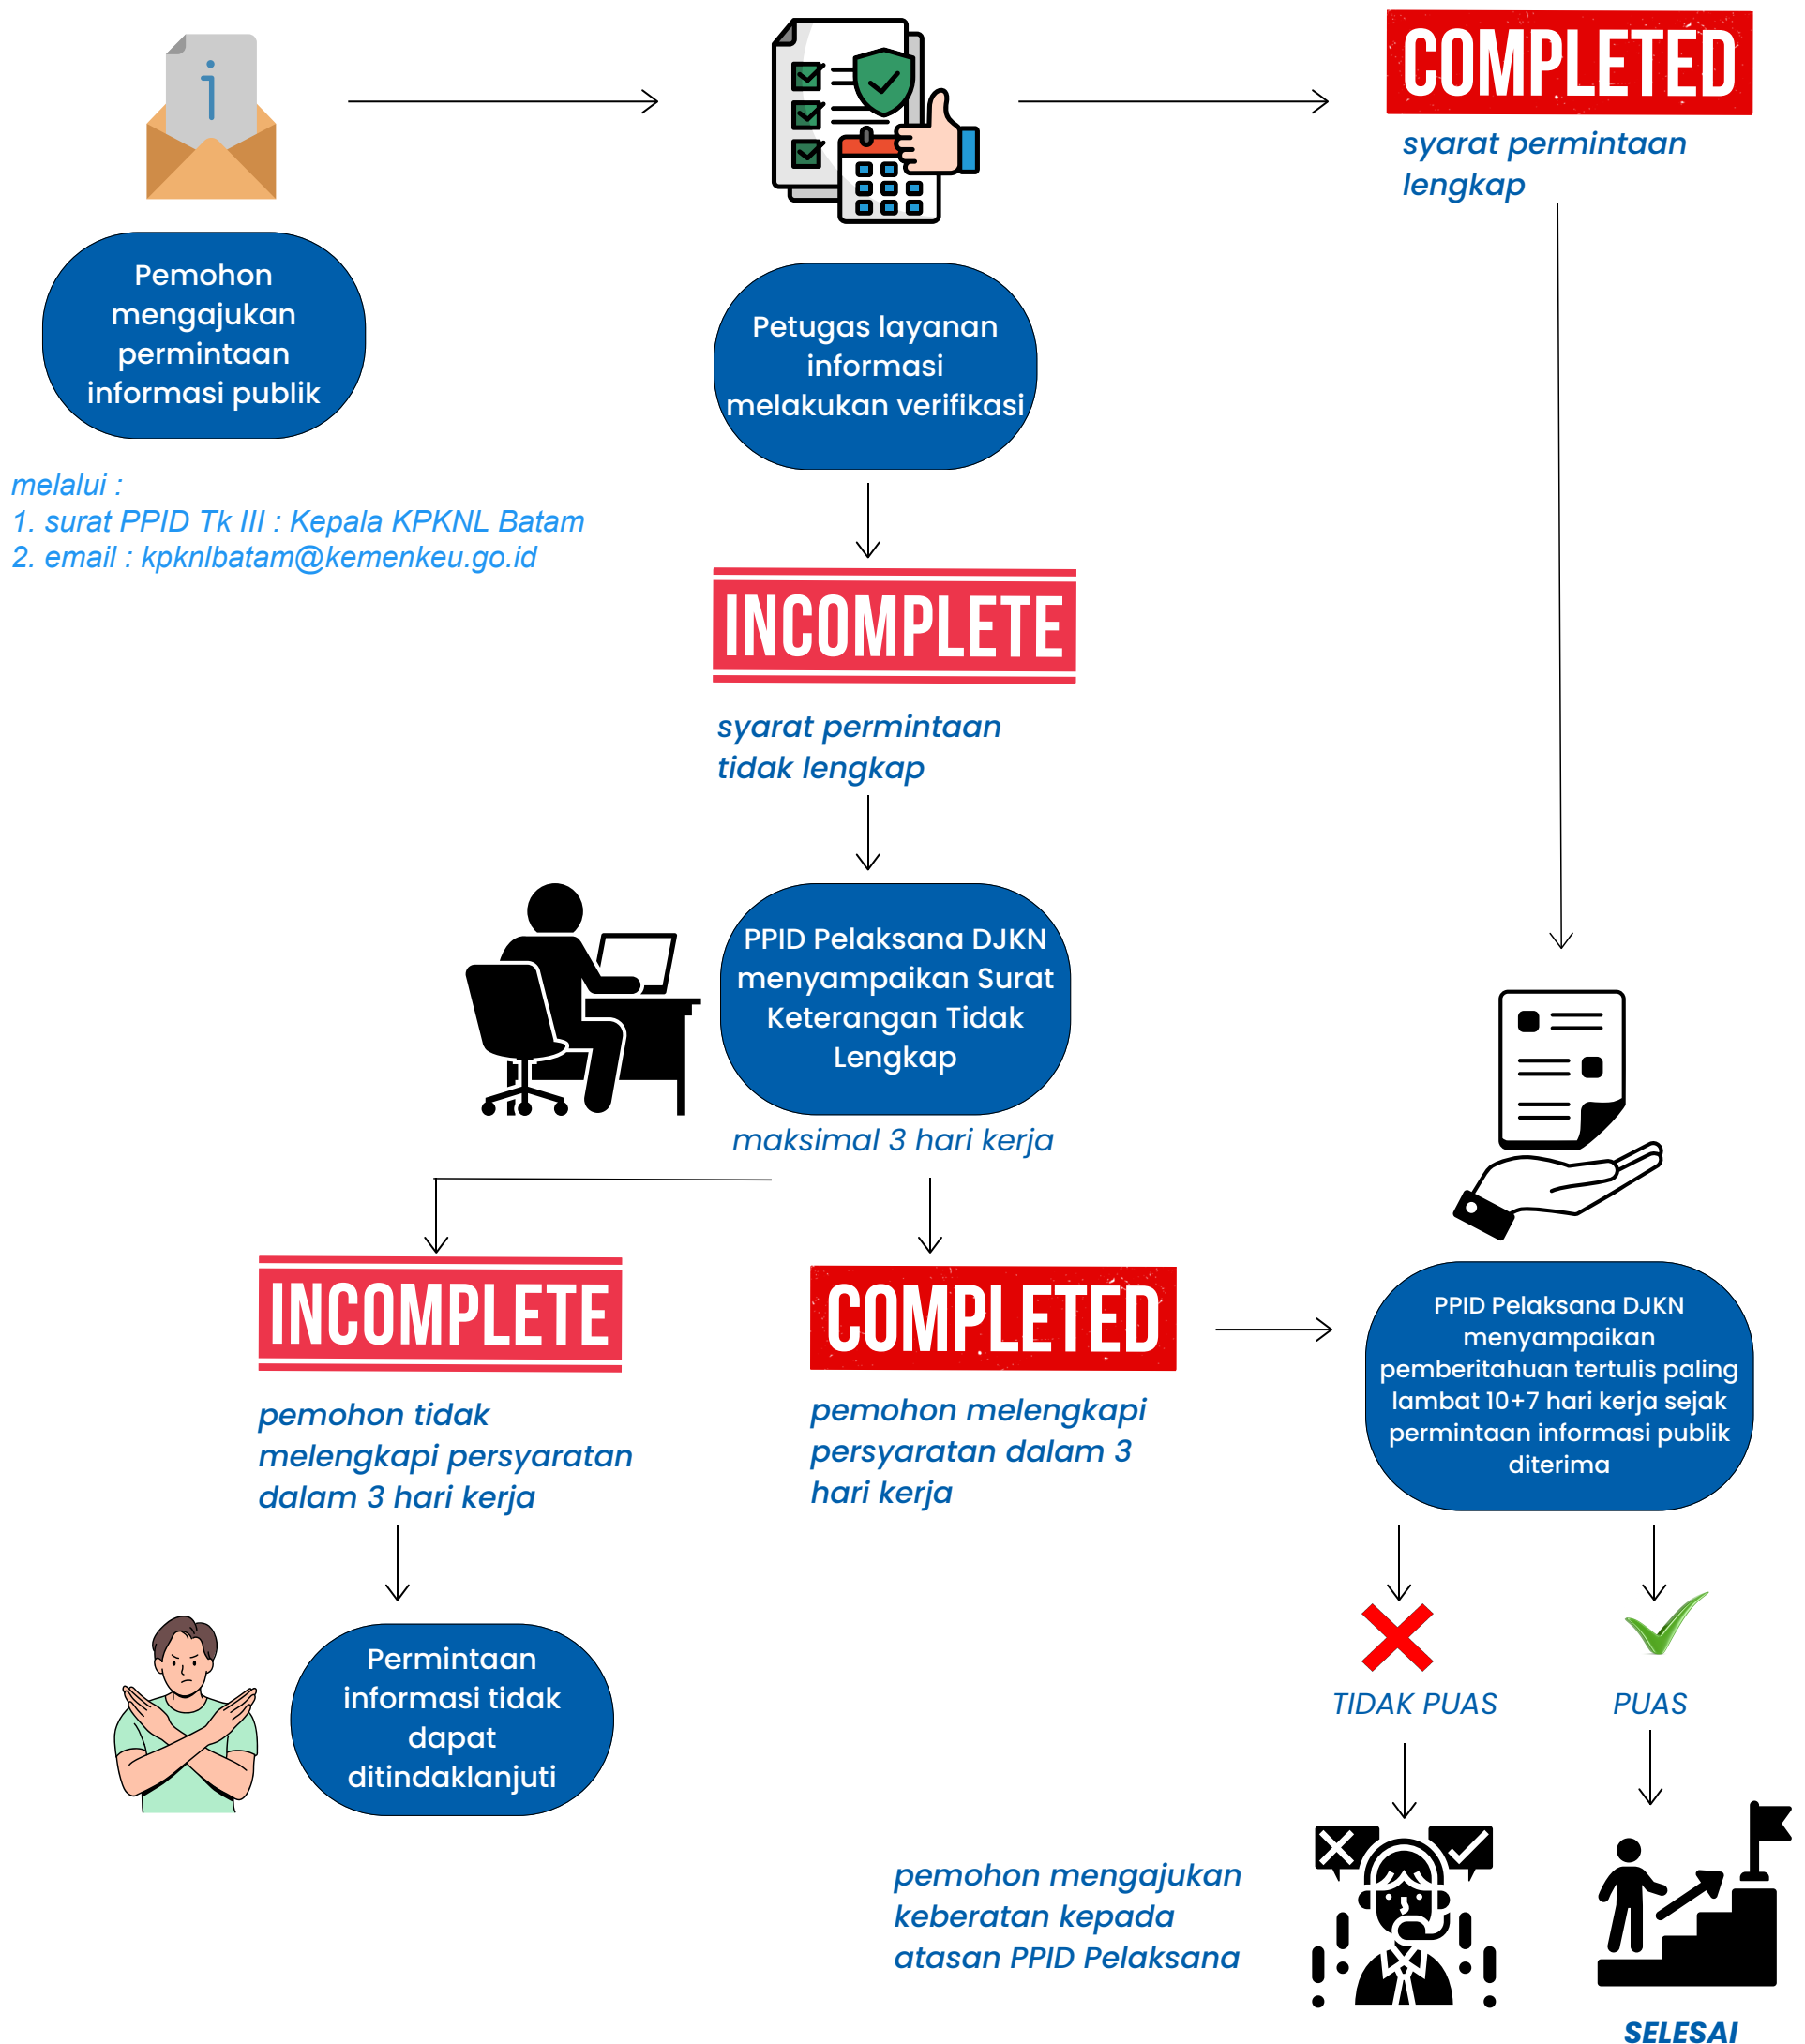 COMPLETED
syarat permintaan
lengkap
Pemohon
mengajukan
permintaan
informasi publik
Petugas layanan
informasi
melakukan verifikasi
melalui :
1. surat PPID Tk III : Kepala KPKNL Batam
2. email : kpknlbatam@kemenkeu.go.id
INCOMPLETE
syarat permintaan
tidak lengkap
PPID Pelaksana DJKN
menyampaikan Surat
Keterangan Tidak
Lengkap
maksimal 3 hari kerja
INCOMPLETE
pemohon tidak
melengkapi persyaratan
dalam 3 hari kerja
COMPLETED
pemohon melengkapi
persyaratan dalam 3
hari kerja
PPID Pelaksana DJKN
menyampaikan
pemberitahuan tertulis paling
lambat 10+7 hari kerja sejak
permintaan informasi publik
diterima
Permintaan
informasi tidak
dapat
ditindaklanjuti
TIDAK PUAS
PUAS
pemohon mengajukan
keberatan kepada
atasan PPID Pelaksana
SELESAI